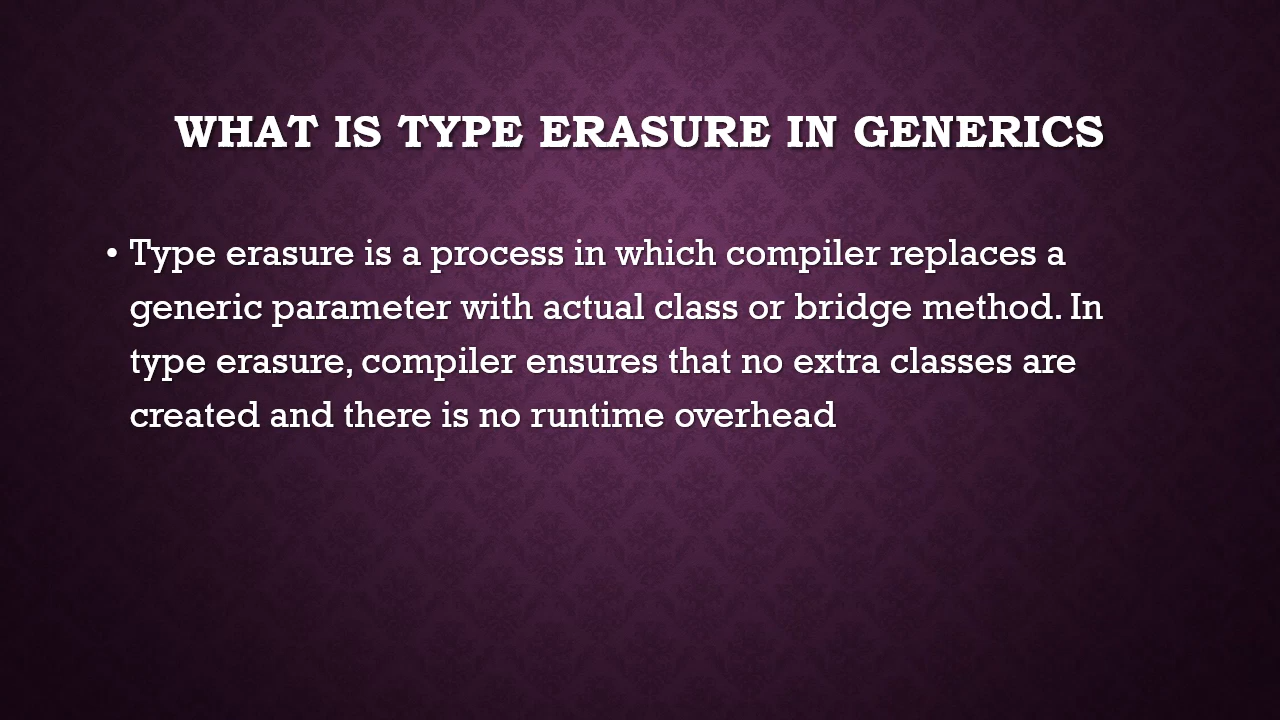 WHAT IS TYPE ERASURE IN GENERICS
• Type erasure is a process in which compiler replaces a
generic parameter with actual class or bridge method. In
type erasure, compiler ensures that no extra classes are
created and there is no runtime overhead